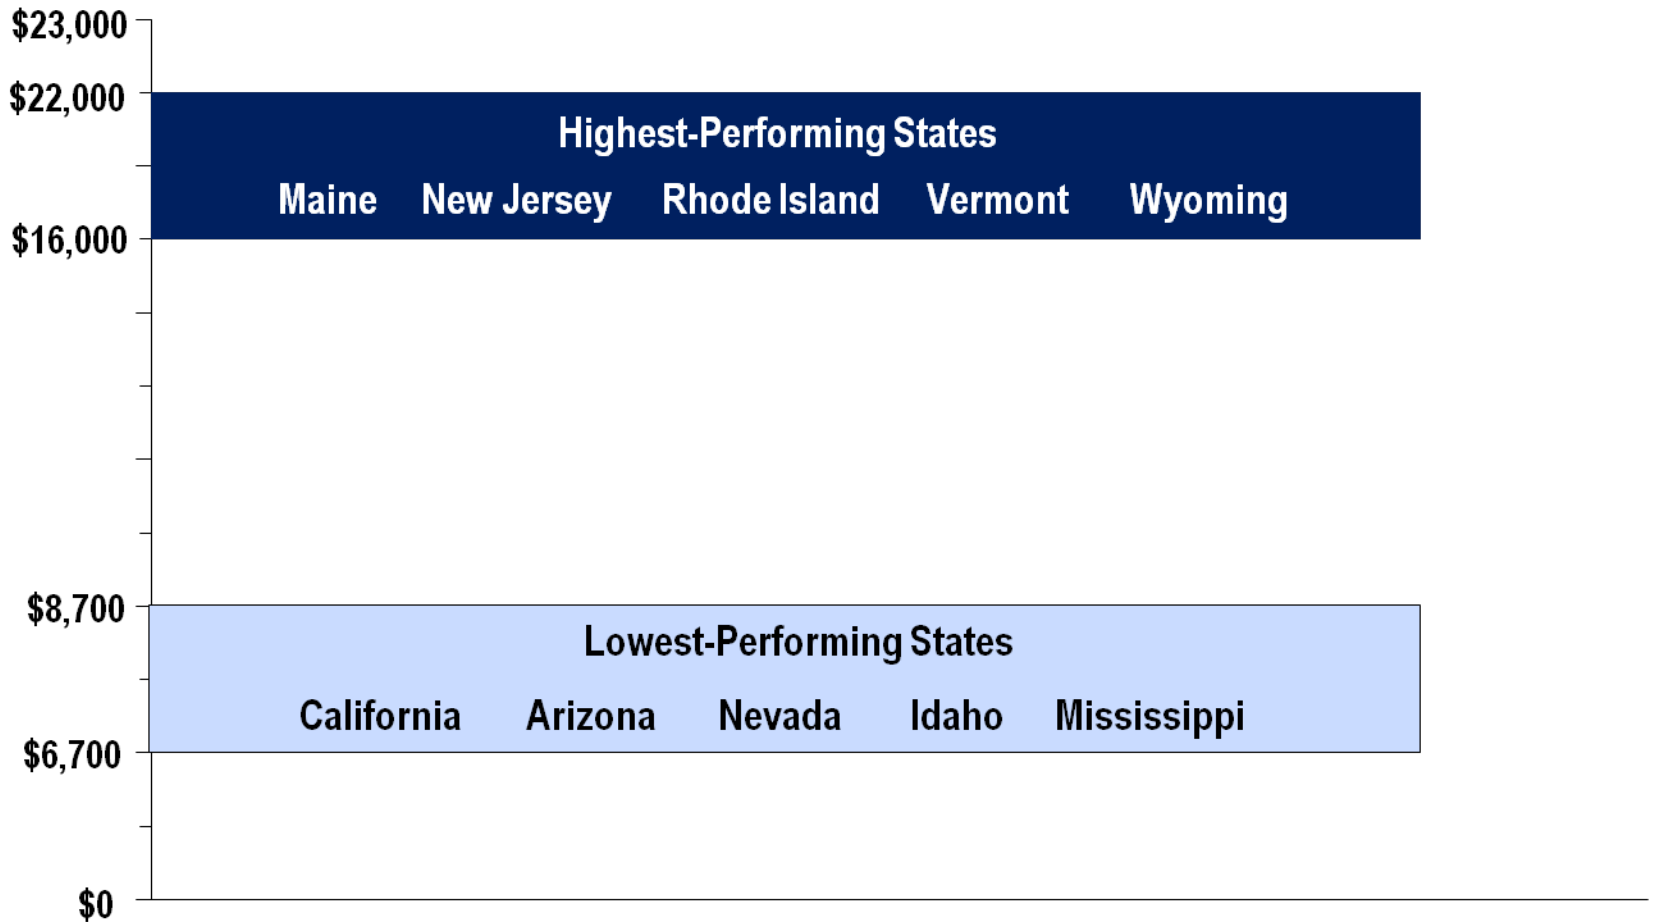 $23,000
$22,000
Highest-Performing States
Maine New Jersey Rhode Island Vermont Wyoming
$16,000
$8,700
Lowest-Performing States
California Arizona Nevada Idaho Mississippi
$6,700
$0